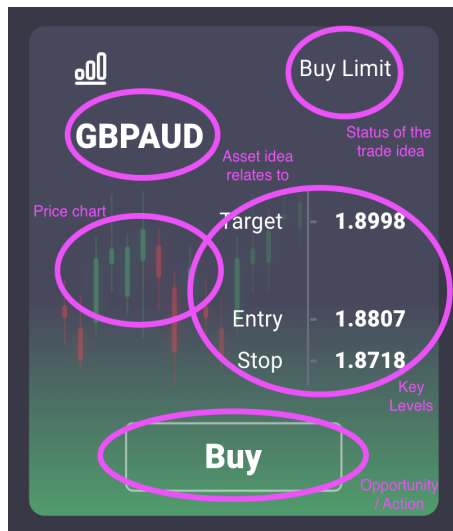 Buy Limit
GBPAUD
Status of the
trade idea
Asset idea
relates to
Price chart
Target 1.8998
Entry 1.8807
Stop 1.8718
Key
Levels
Buy
Opportunity
/ Action